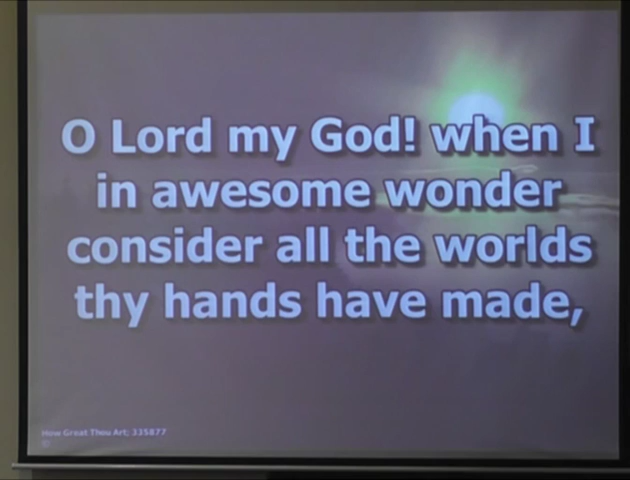 O Lord my God! when I
in awesome wonder
consider all the worlds
thy hands have made,
How Great Thou Art; 335877